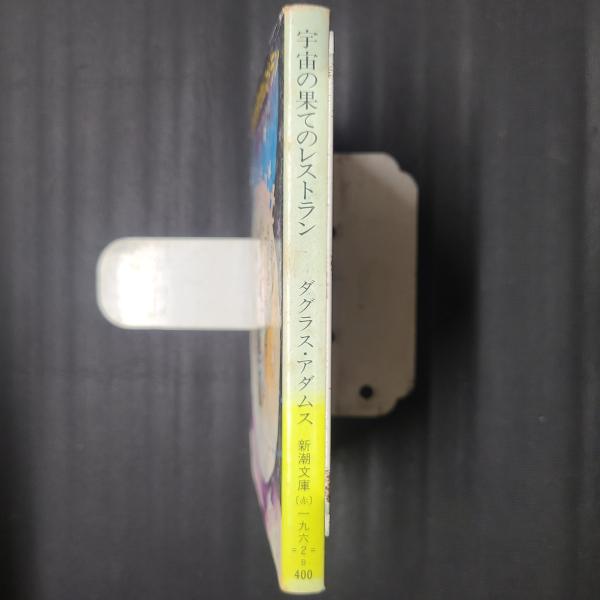 宇宙の果てのレストラン
ダグラス・アダムス
新潮文庫
〔赤〕
一九六
=2=
B
400